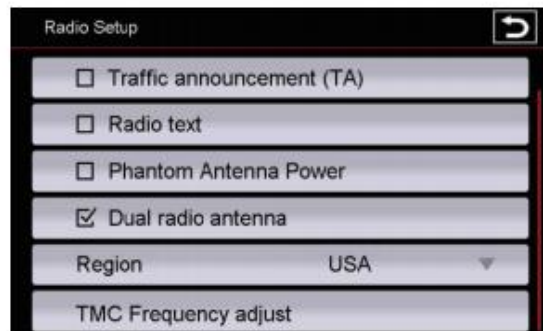 Radio Setup
Traffic announcement (TA)
Radio text
Phantom Antenna Power
Dual radio antenna
Region USA
TMC Frequency adjust